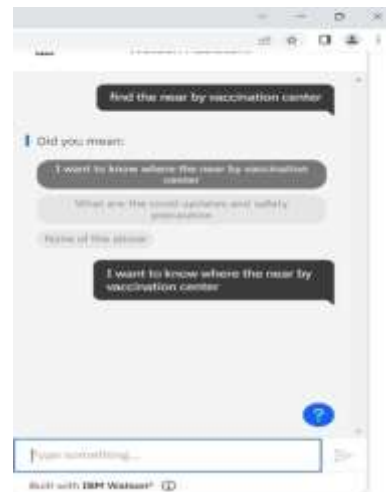 find the near by vaccination center
Did you mean:
I want to know where the near by vaccination
center
What are the covid updates and safety
precaution
None of the above
I want to know where the near by
vaccination center
Type something...
Built with IBM Watson®